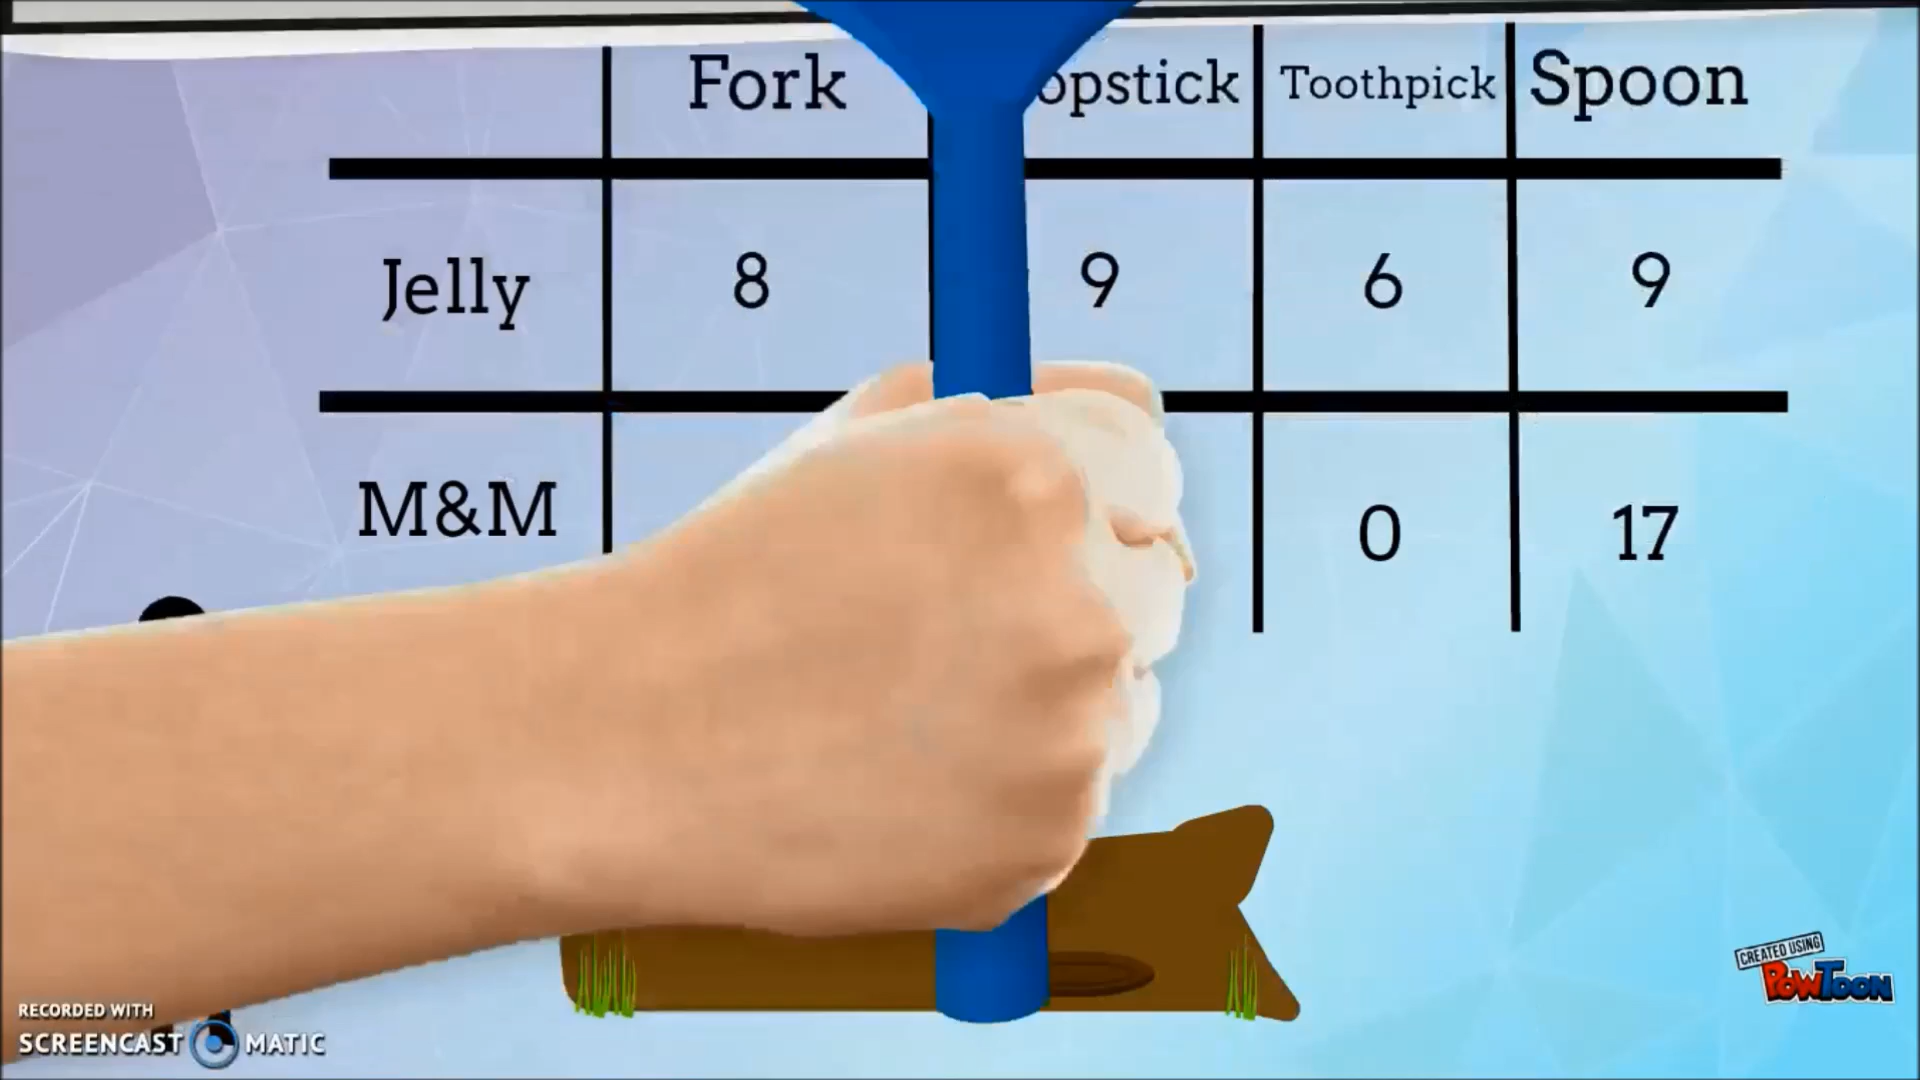 Fork opstick Toothpick Spoon
Jelly 8 9 6 9
M&M 0 17
CREATED USING
POWTOON
RECORDED WITH
SCREENCAST MATIC